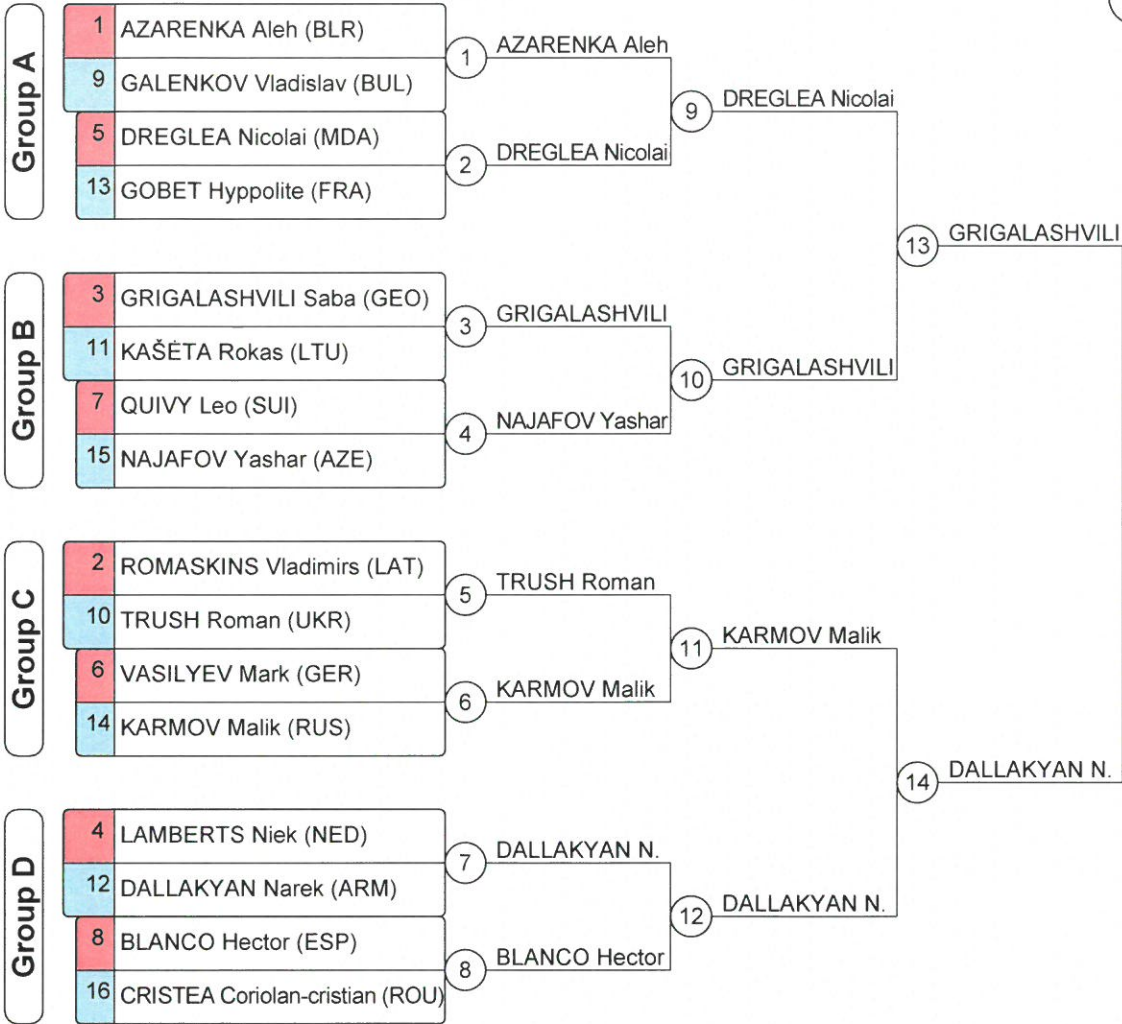 Group A
1 AZARENKA Aleh (BLR)
9 GALENKOV Vladislav (BUL)
5 DREGLEA Nicolai (MDA)
13 GOBET Hyppolite (FRA)
1 AZARENKA Aleh
2 DREGLEA Nicolai
9 DREGLEA Nicolai
Group B
3 GRIGALASHVILI Saba (GEO)
11 KAŠĖTA Rokas (LTU)
7 QUIVY Leo (SUI)
15 NAJAFOV Yashar (AZE)
3 GRIGALASHVILI
4 NAJAFOV Yashar
10 GRIGALASHVILI
13 GRIGALASHVILI
Group C
2 ROMASKINS Vladimirs (LAT)
10 TRUSH Roman (UKR)
6 VASILYEV Mark (GER)
14 KARMOV Malik (RUS)
5 TRUSH Roman
6 KARMOV Malik
11 KARMOV Malik
Group D
4 LAMBERTS Niek (NED)
12 DALLAKYAN Narek (ARM)
8 BLANCO Hector (ESP)
16 CRISTEA Coriolan-cristian (ROU)
7 DALLAKYAN N.
8 BLANCO Hector
12 DALLAKYAN N.
14 DALLAKYAN N.